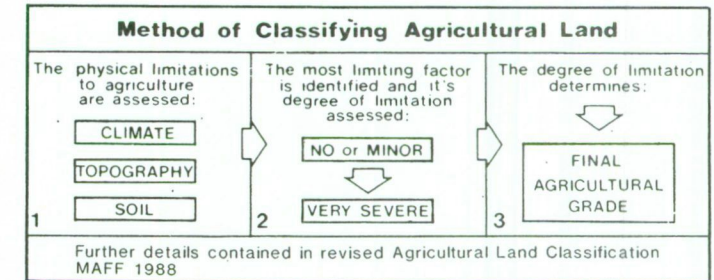 Method of Classifying Agricultural Land
The physical limitations
to agriculture
are assessed:
CLIMATE
TOPOGRAPHY
SOIL
1
The most limiting factor
is identified and it's
degree of limitation
assessed:
NO or MINOR
VERY SEVERE
2
The degree of limitation
determines:
FINAL
AGRICULTURAL
GRADE
3
Further details contained in revised Agricultural Land Classification
MAFF 1988